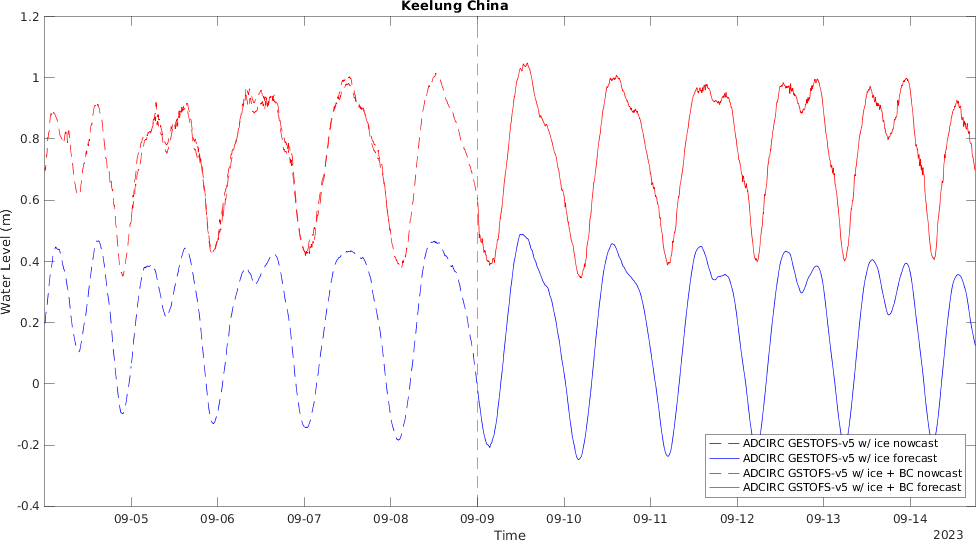 Keelung China
1.2
1
0.8
0.6
0.4
0.2
0
-0.2
-0.4
Water Level (m)
ADCIRC GESTOFS-v5 w/ ice nowcast
ADCIRC GESTOFS-v5 w/ ice forecast
ADCIRC GSTOFS-v5 w/ ice + BC nowcast
ADCIRC GSTOFS-v5 w/ ice + BC forecast
09-05 09-06 09-07 09-08 09-09 09-10 09-11 09-12 09-13 09-14
Time
2023